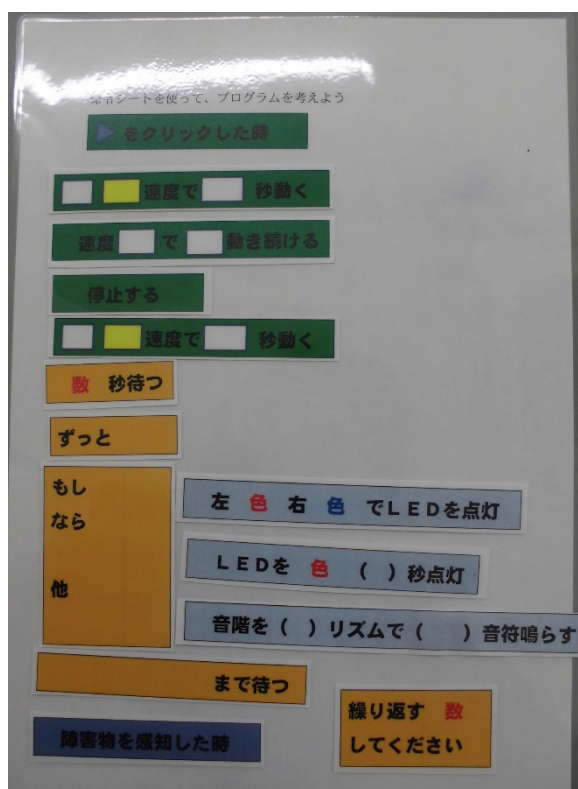 命令シートを使って、プログラムを考えよう
をクリックした時
速度で 秒動く
速度 で 動き続ける
停止する
速度で 秒動く
数 秒待つ
ずっと
もし
なら
他
左 色 右 色 でLEDを点灯
LEDを 色 ( )秒点灯
音階を( )リズムで( )音符鳴らす
まで待つ
繰り返す 数
してください
障害物を感知した時